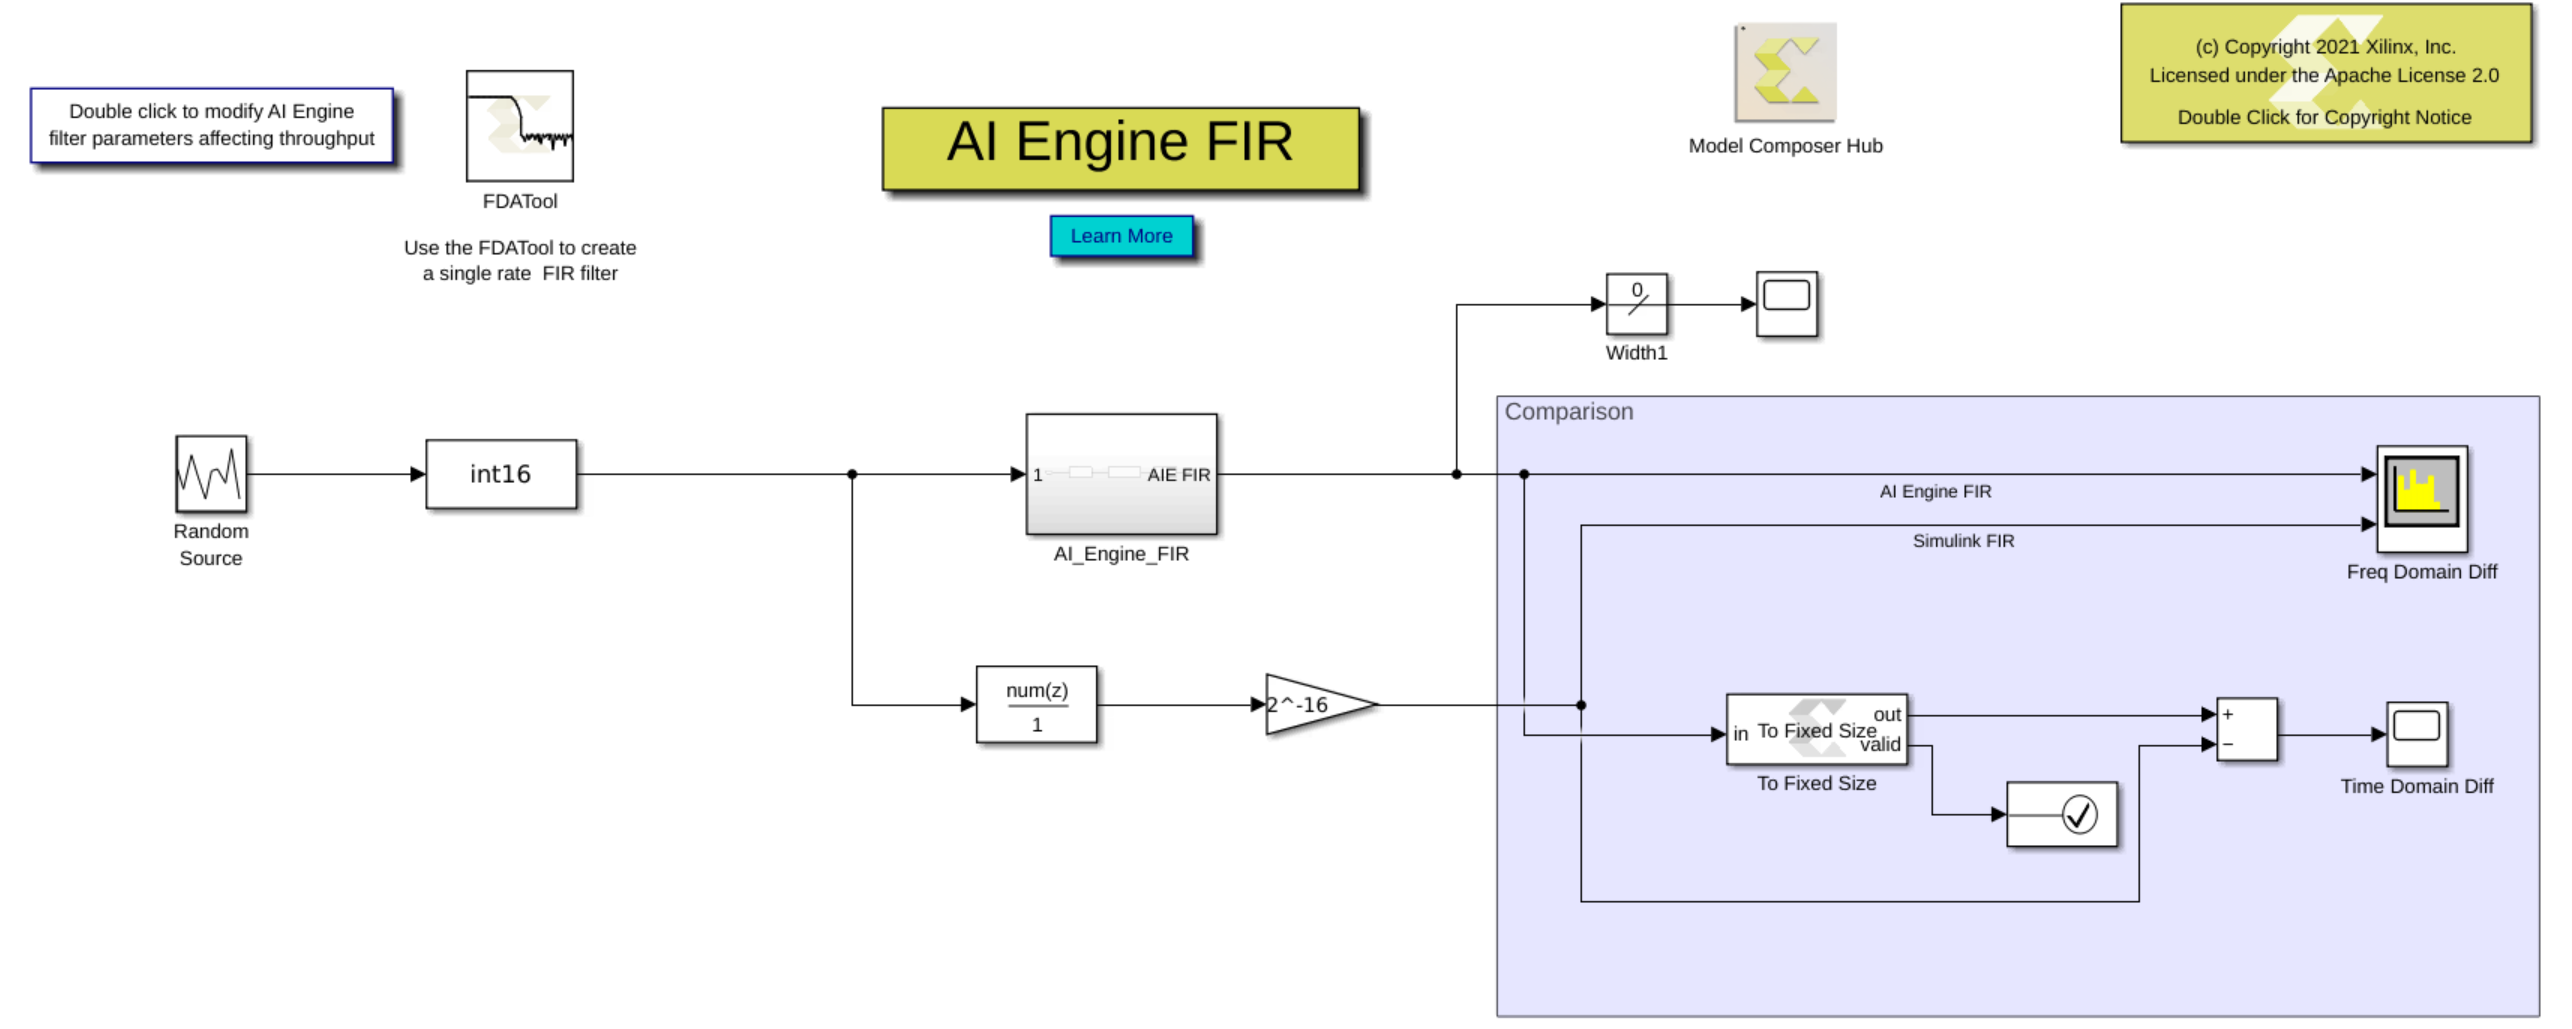 (c) Copyright 2021 Xilinx, Inc.
Licensed under the Apache License 2.0
Double Click for Copyright Notice
Double click to modify AI Engine
filter parameters affecting throughput
FDATool
Use the FDATool to create
a single rate  FIR filter
AI Engine FIR
Learn More
Model Composer Hub
0
Width1
Comparison
Random
Source
int16
1
AIE FIR
AI_Engine_FIR
AI Engine FIR
Simulink FIR
Freq Domain Diff
num(z)
1
2^-16
in
To Fixed Size
out
valid
To Fixed Size
+
−
Time Domain Diff